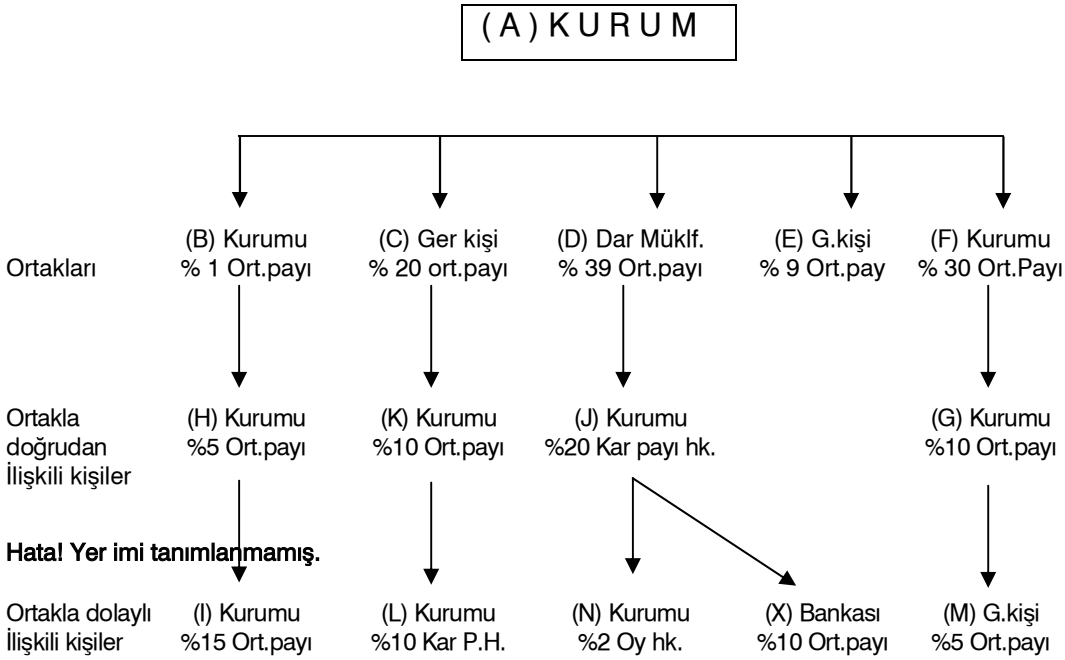 ( A ) K U R U M
(B) Kurumu (C) Ger kişi (D) Dar Müklf. (E) G.kişi (F) Kurumu
Ortakları % 1 Ort.payı % 20 ort.payı % 39 Ort.payı % 9 Ort.pay % 30 Ort.Payı
Ortakla (H) Kurumu (K) Kurumu (J) Kurumu (G) Kurumu
doğrudan %5 Ort.payı %10 Ort.payı %20 Kar payı hk. %10 Ort.payı
İlişkili kişiler
Hata! Yer imi tanımlanmamış.
Ortakla dolaylı (I) Kurumu (L) Kurumu (N) Kurumu (X) Bankası (M) G.kişi
İlişkili kişiler %15 Ort.payı %10 Kar P.H. %2 Oy hk. %10 Ort.payı %5 Ort.payı